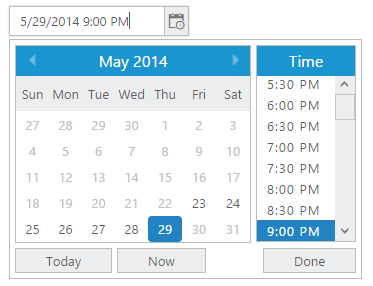 5/29/2014 9:00 PM
May 2014
Sun Mon Tue Wed Thu Fri Sat
27 28 29 30 1 2 3
4 5 6 7 8 9 10
11 12 13 14 15 16 17
18 19 20 21 22 23 24
25 26 27 28 29 30 31
Time
5:30 PM
6:00 PM
6:30 PM
7:00 PM
7:30 PM
8:00 PM
8:30 PM
9:00 PM
Today Now Done